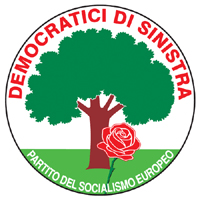 DEMOCRATICI DI SINISTRA
PARTITO DEL SOCIALISMO EUROPEO